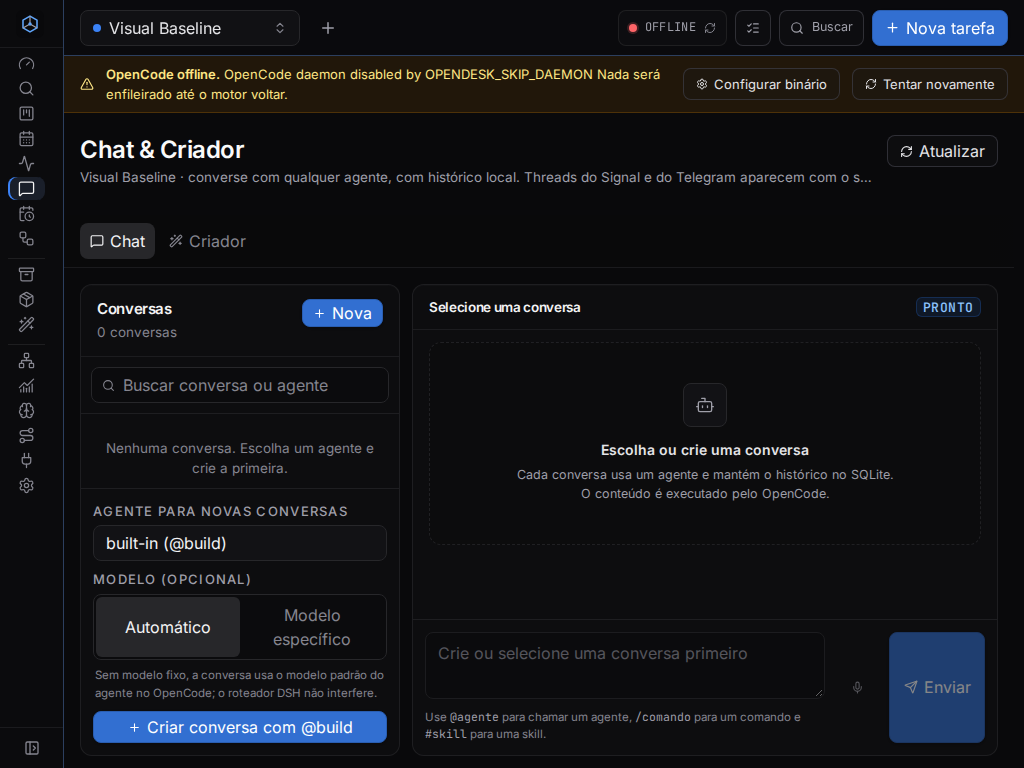 Visual Baseline
OFFLINE
Buscar
Nova tarefa
OpenCode offline. OpenCode daemon disabled by OPENDESK_SKIP_DAEMON Nada será
enfileirado até o motor voltar.
Configurar binário
Tentar novamente
Chat & Criador
Visual Baseline · converse com qualquer agente, com histórico local. Threads do Signal e do Telegram aparecem com o s...
Atualizar
Chat
Criador
Conversas
0 conversas
Nova
Buscar conversa ou agente
Nenhuma conversa. Escolha um agente e
crie a primeira.
AGENTE PARA NOVAS CONVERSAS
built-in (@build)
MODELO (OPCIONAL)
Automático
Modelo
específico
Sem modelo fixo, a conversa usa o modelo padrão do
agente no OpenCode; o roteador DSH não interfere.
Criar conversa com @build
Selecione uma conversa
PRONTO
Escolha ou crie uma conversa
Cada conversa usa um agente e mantém o histórico no SQLite.
O conteúdo é executado pelo OpenCode.
Crie ou selecione uma conversa primeiro
Enviar
Use @agente para chamar um agente, /comando para um comando e
#skill para uma skill.